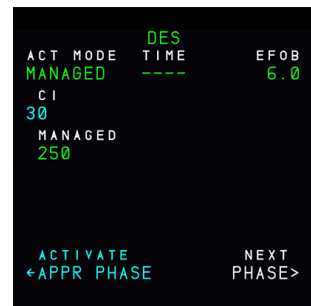 DES
ACT MODE TIME EFOB
MANAGED ---- 6.0
CI
30
MANAGED
250
ACTIVATE NEXT
←APPR PHASE PHASE>